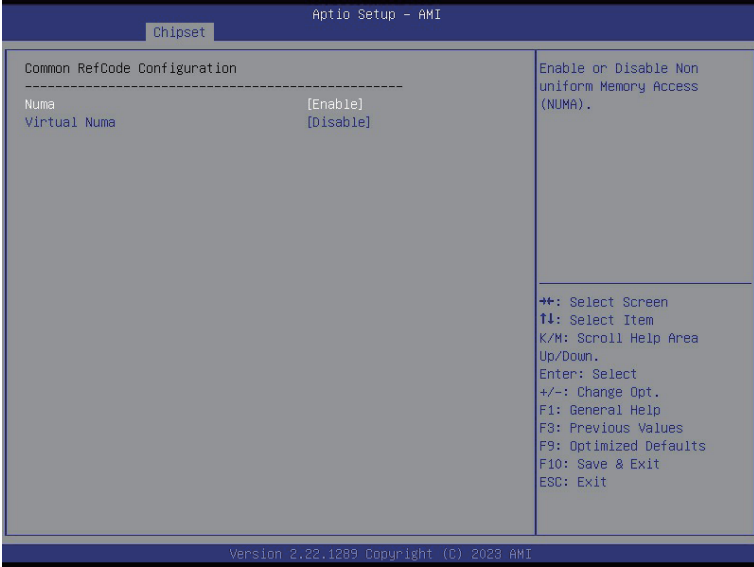 Aptio Setup – AMI
Chipset
Common RefCode Configuration
------------------------------------------------
Numa [Enable]
Virtual Numa [Disable]
Enable or Disable Non
uniform Memory Access
(NUMA).
→←: Select Screen
↑↓: Select Item
K/M: Scroll Help Area
Up/Down.
Enter: Select
+/-: Change Opt.
F1: General Help
F3: Previous Values
F9: Optimized Defaults
F10: Save & Exit
ESC: Exit
Version 2.22.1289 Copyright (C) 2023 AMI